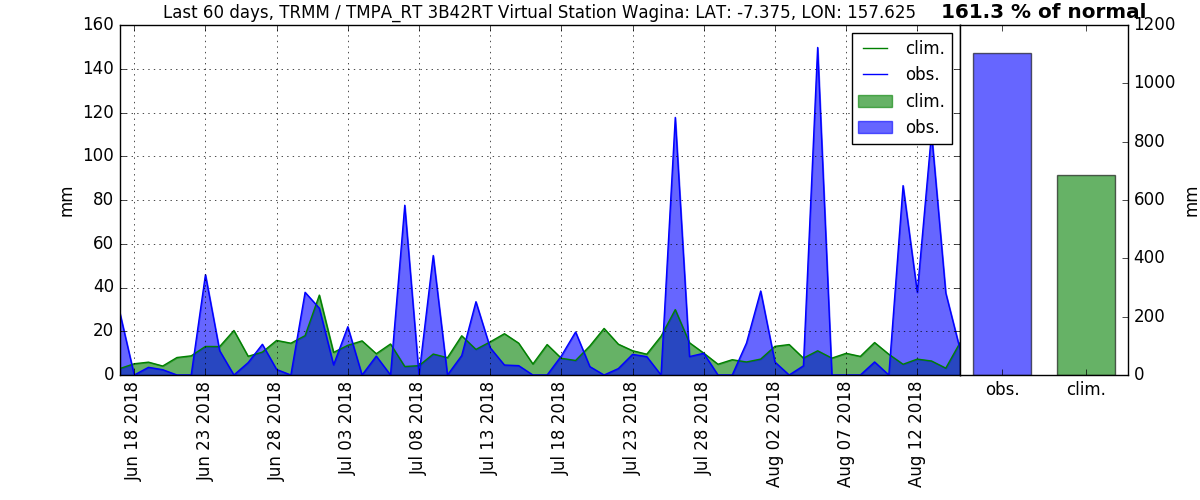 Last 60 days, TRMM / TMPA_RT 3B42RT Virtual Station Wagina: LAT: -7.375, LON: 157.625
161.3 % of normal
160
140
120
100
80
60
40
20
0
mm
clim.
obs.
clim.
obs.
Jun 18 2018
Jun 23 2018
Jun 28 2018
Jul 03 2018
Jul 08 2018
Jul 13 2018
Jul 18 2018
Jul 23 2018
Jul 28 2018
Aug 02 2018
Aug 07 2018
Aug 12 2018
1200
1000
800
600
400
200
0
mm
obs.
clim.